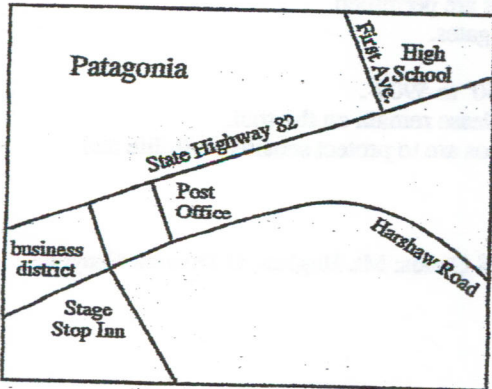 Patagonia
First Ave.
High
School
State Highway 82
Post
Office
Harshaw Road
business
district
Stage
Stop Inn